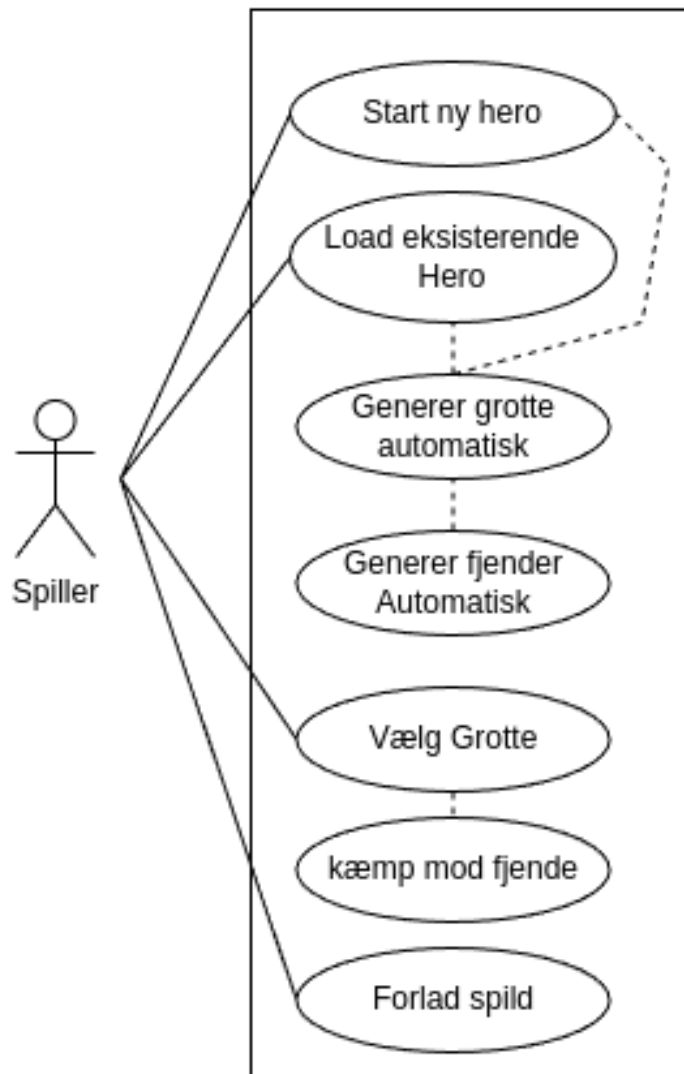 Start ny hero
Load eksisterende
Hero
Generer grotte
automatisk
Generer fjender
Automatisk
Spiller
Vælg Grotte
kæmp mod fjende
Forlad spild